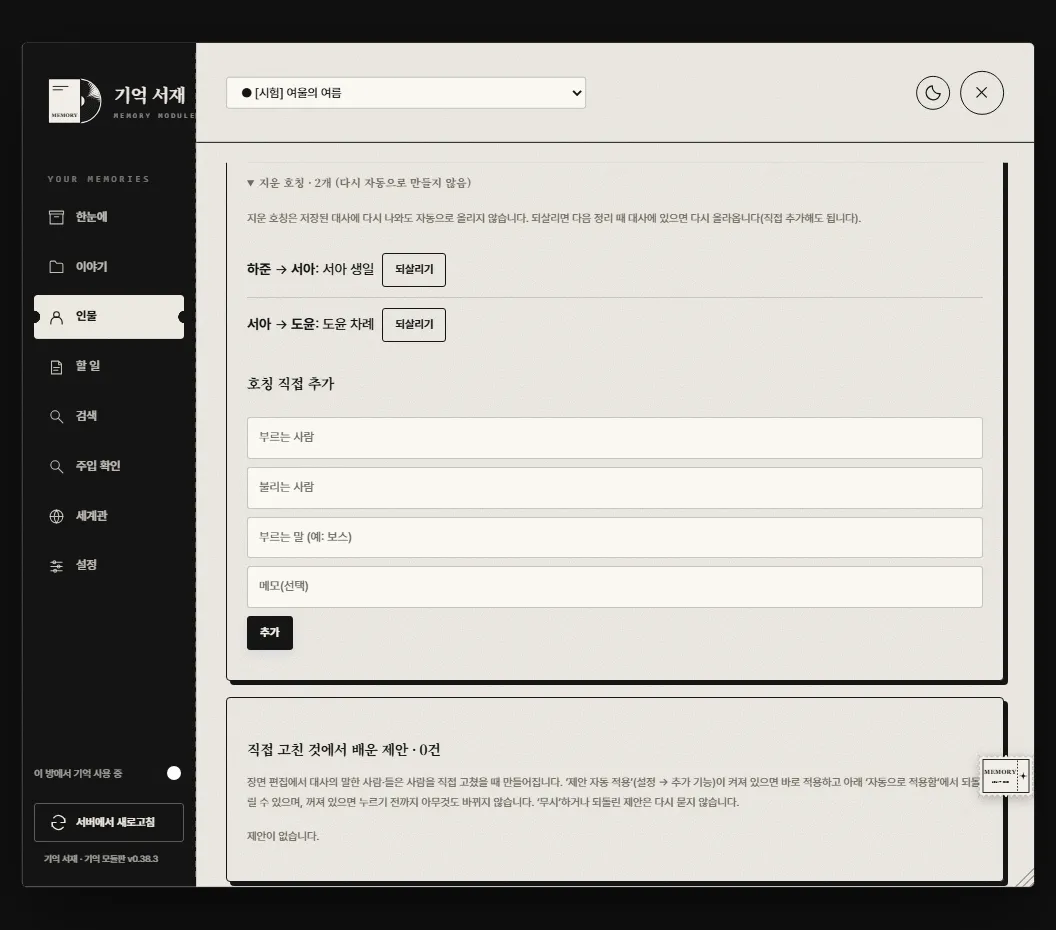 기억 서재
MEMORY MODULE
MEMORY
YOUR MEMORIES
한눈에
이야기
인물
할 일
검색
주입 확인
세계관
설정
이 방에서 기억 사용 중
서버에서 새로고침
기억 서재 · 기억 모듈판 v0.38.3
● [시험] 여울의 여름
▼ 지운 호칭 · 2개 (다시 자동으로 만들지 않음)
지운 호칭은 저장된 대사에 다시 나와도 자동으로 올리지 않습니다. 되살리면 다음 정리 때 대사에 있으면 다시 올라옵니다(직접 추가해도 됩니다).
하준 → 서아: 서아 생일 되살리기
서아 → 도윤: 도윤 차례 되살리기
호칭 직접 추가
부르는 사람
불리는 사람
부르는 말 (예: 보스)
메모(선택)
추가
직접 고친 것에서 배운 제안 · 0건
장면 편집에서 대사의 말한 사람·들은 사람을 직접 고쳤을 때 만들어집니다. '제안 자동 적용'(설정 → 추가 기능)이 켜져 있으면 바로 적용하고 아래 '자동으로 적용함'에서 되돌
릴 수 있으며, 꺼져 있으면 누르기 전까지 아무것도 바뀌지 않습니다. '무시'하거나 되돌린 제안은 다시 묻지 않습니다.
제안이 없습니다.
MEMORY